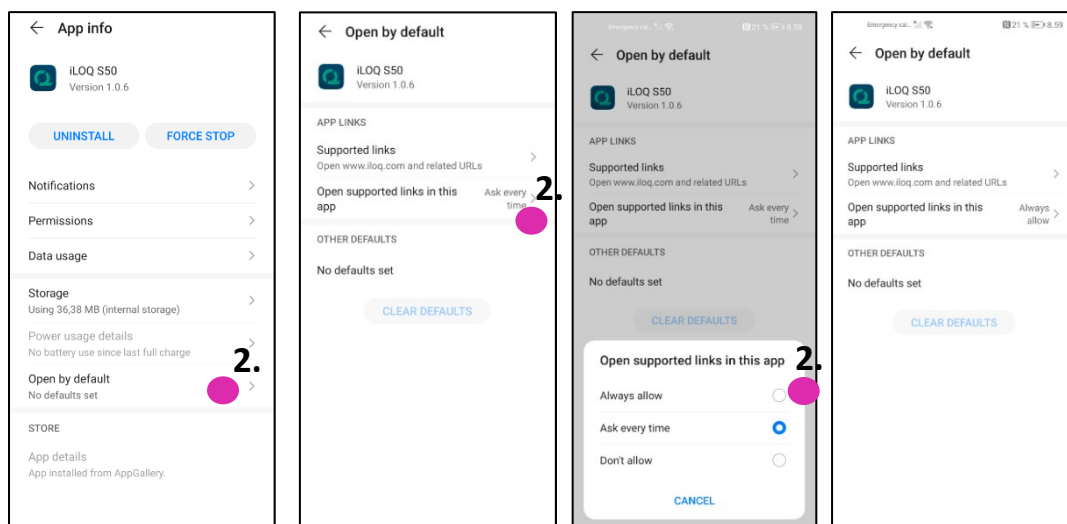 App info
iLOQ S50
Version 1.0.6
UNINSTALL
FORCE STOP
Notifications
Permissions
Data usage
Storage
Using 36,38 MB (internal storage)
Power usage details
No battery use since last full charge
2.
Open by default
No defaults set
STORE
App details
App installed from AppGallery.
Open by default
iLOQ S50
Version 1.0.6
APP LINKS
Supported links
Open www.iloq.com and related URLs
Open supported links in this
app
Ask every
time
2.
OTHER DEFAULTS
No defaults set
CLEAR DEFAULTS
Emergency cal...
21 % 8.59
Open by default
iLOQ S50
Version 1.0.6
APP LINKS
Supported links
Open www.iloq.com and related URLs
Open supported links in this
app
Ask every
time
OTHER DEFAULTS
No defaults set
CLEAR DEFAULTS
Open supported links in this app
2.
Always allow
Ask every time
Don't allow
CANCEL
Emergency cal...
21 % 8.59
Open by default
iLOQ S50
Version 1.0.6
APP LINKS
Supported links
Open www.iloq.com and related URLs
Open supported links in this
app
Always
allow
OTHER DEFAULTS
No defaults set
CLEAR DEFAULTS